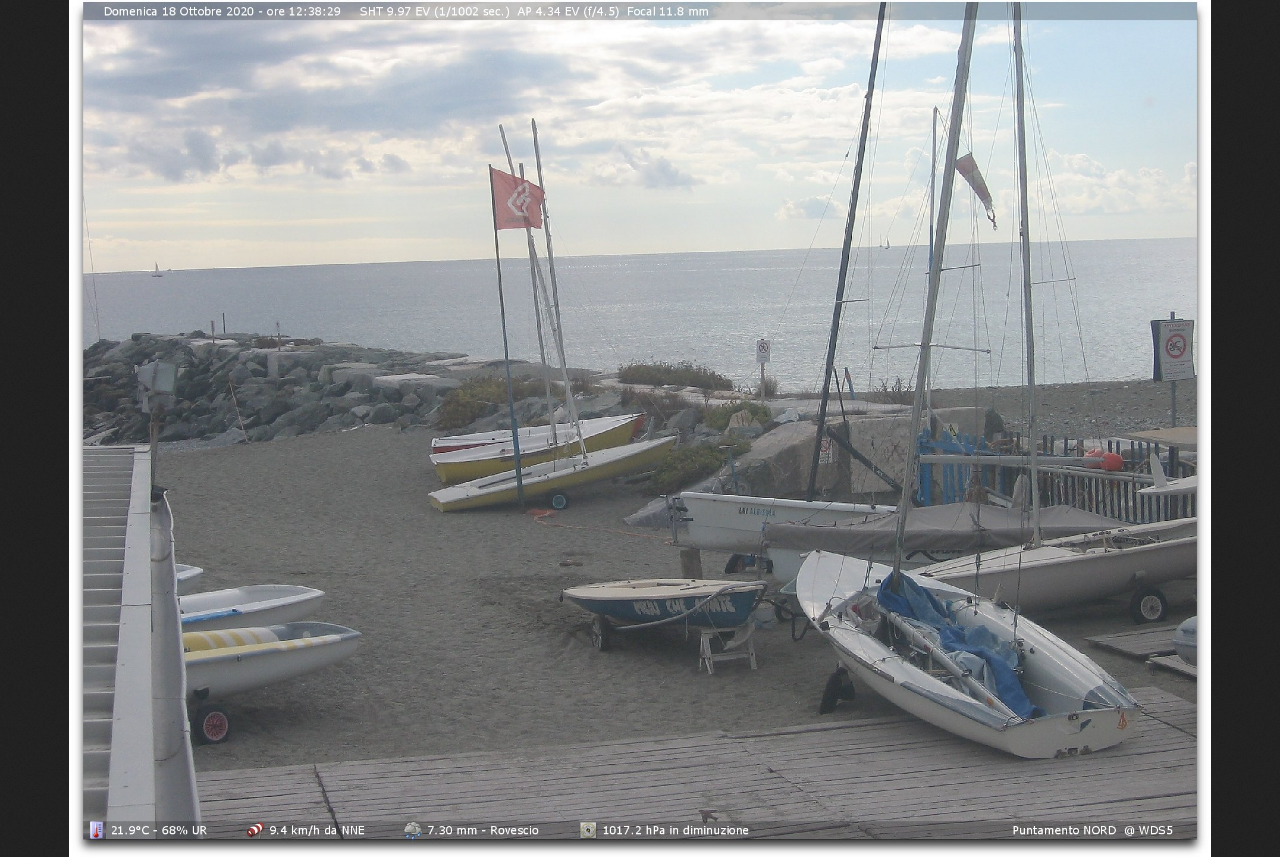 Domenica 18 Ottobre 2020 - ore 12:38:29 SHT 9.97 EV (1/1002 sec.) AP 4.34 EV (f/4.5) Focal 11.8 mm
21.9°C - 68% UR 9.4 km/h da NNE 7.30 mm - Rovescio 1017.2 hPa in diminuzione Puntamento NORD @ WDS5